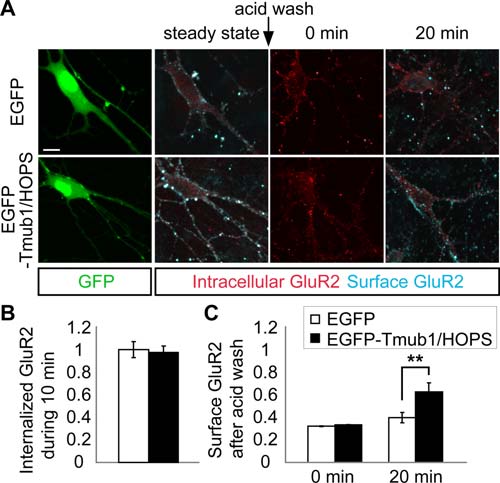 acid wash
A steady state 0 min 20 min
EGFP
EGFP
-Tmub1/HOPS
GFP Intracellular GluR2 Surface GluR2
B
Internalized GluR2
during 10 min
1.2
1
0.8
0.6
0.4
0.2
0
C
EGFP
EGFP-Tmub1/HOPS
Surface GluR2
after acid wash
1.2
1
0.8
0.6
0.4
0.2
0
**
0 min 20 min